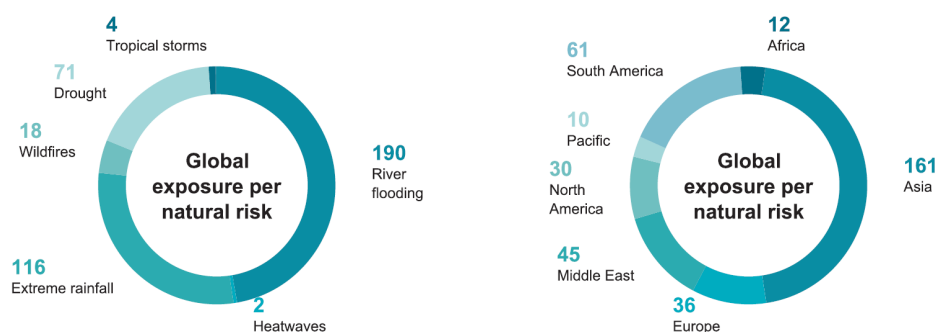 4
Tropical storms
71
Drought
18
Wildfires
Global
exposure per
natural risk
190
River
flooding
116
Extreme rainfall
2
Heatwaves
12
Africa
61
South America
10
Pacific
30
North
America
Global
exposure per
natural risk
161
Asia
45
Middle East
36
Europe